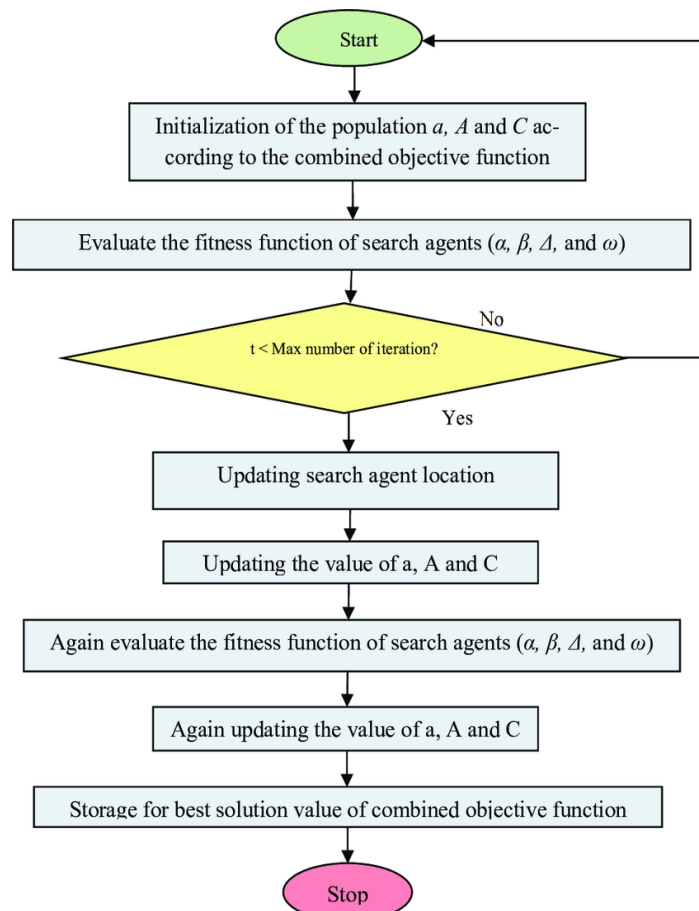 Start
Initialization of the population a, A and C ac-
cording to the combined objective function
Evaluate the fitness function of search agents (α, β, Δ, and ω)
No
t < Max number of iteration?
Yes
Updating search agent location
Updating the value of a, A and C
Again evaluate the fitness function of search agents (α, β, Δ, and ω)
Again updating the value of a, A and C
Storage for best solution value of combined objective function
Stop